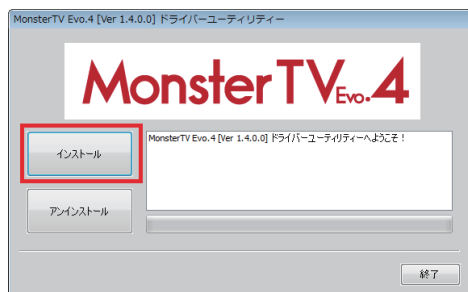 MonsterTV Evo.4 [Ver 1.4.0.0] ドライバーユーティリティー
MonsterTV Evo.4
インストール
MonsterTV Evo.4 [Ver 1.4.0.0] ドライバーユーティリティーへようこそ！
アンインストール
終了